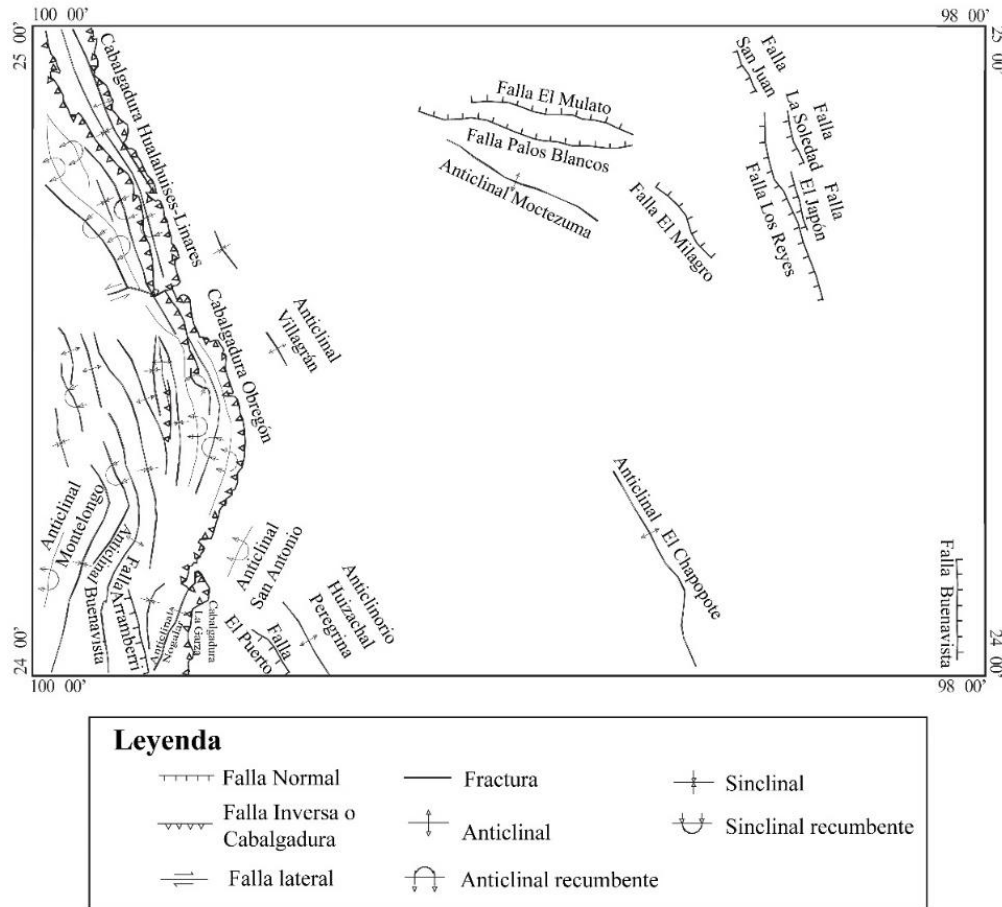 100 00'
98 00'
25 00'
25 00'
Cabalgadura Hualahuises-Linares
Falla
San Juan
Falla El Mulato
Falla
La Soledad
Falla Palos Blancos
Anticlinal Moctezuma
Falla
El Japón
Falla Los Reyes
Falla El Milagro
Cabalgadura Obregón
Anticlinal
Villagrán
Anticlinal
Montelongo
Anticlinal Buenavista
Falla Arramberri
Anticlinal
Nogales
Cabalgadura
La Garza
Anticlinal
San Antonio
Falla
El Puerto
Anticlinorio
Huizachal
Peregrina
Anticlinal El Chapopote
Falla Buenavista
24 00'
24 00'
100 00'
98 00'
Leyenda
Falla Normal
Falla Inversa o
Cabalgadura
Falla lateral
Fractura
Anticlinal
Anticlinal recumbente
Sinclinal
Sinclinal recumbente